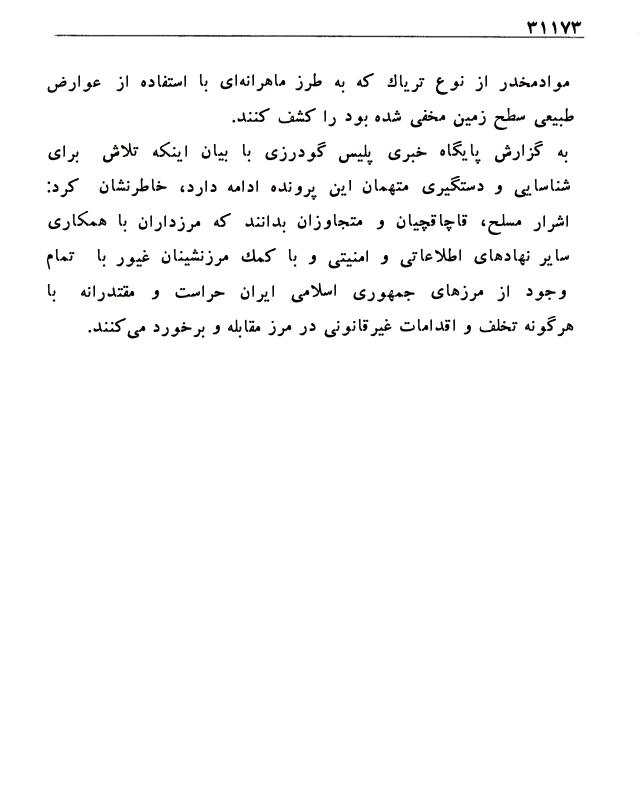 ۳۱۱۷۳
موادمخدر از نوع تریاك که به طرز ماهرانه‌ای با استفاده از عوارض
طبیعی سطح زمین مخفی شده بود را کشف کنند.
به گزارش پایگاه خبری پلیس گودرزی با بیان اینکه تلاش برای
شناسایی و دستگیری متهمان این پرونده ادامه دارد، خاطرنشان کرد:
اشرار مسلح، قاچاقچیان و متجاوزان بدانند که مرزداران با همکاری
سایر نهادهای اطلاعاتی و امنیتی و با کمك مرزنشینان غیور با تمام
وجود از مرزهای جمهوری اسلامی ایران حراست و مقتدرانه با
هرگونه تخلف و اقدامات غیرقانونی در مرز مقابله و برخورد می‌کنند.